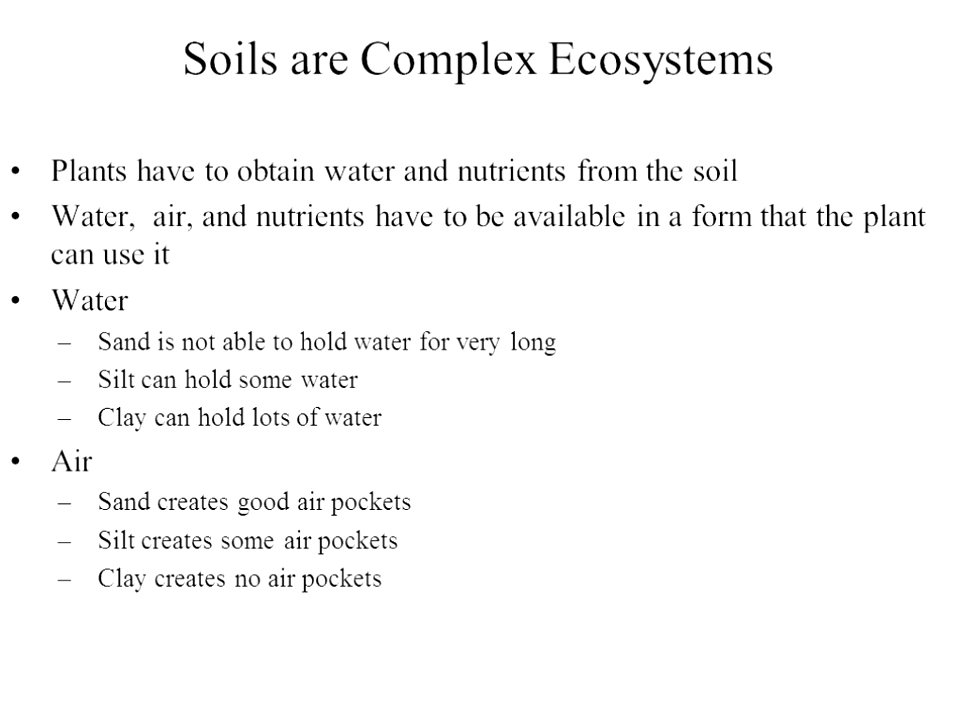 Soils are Complex Ecosystems
• Plants have to obtain water and nutrients from the soil
• Water, air, and nutrients have to be available in a form that the plant
can use it
• Water
– Sand is not able to hold water for very long
– Silt can hold some water
– Clay can hold lots of water
• Air
– Sand creates good air pockets
– Silt creates some air pockets
– Clay creates no air pockets